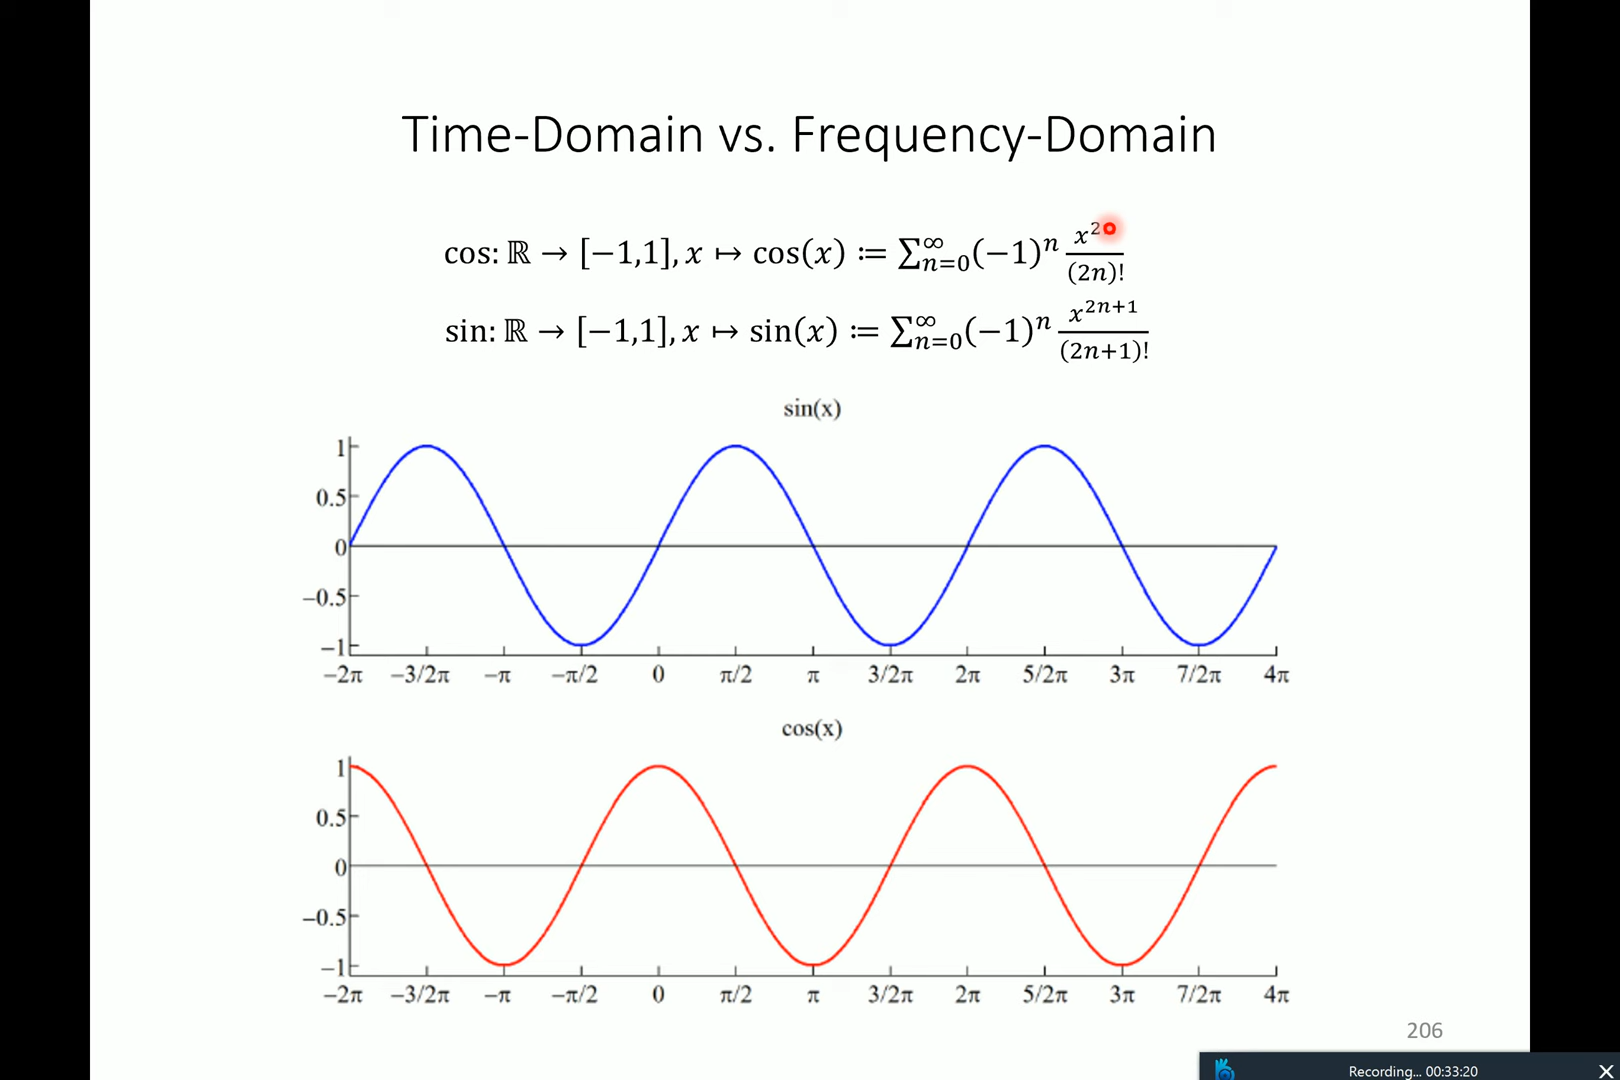 Time-Domain vs. Frequency-Domain
cos: ℝ → [−1,1], x ↦ cos(x) := ∑_{n=0}^{∞}(−1)^n x^2/(2n)!
sin: ℝ → [−1,1], x ↦ sin(x) := ∑_{n=0}^{∞}(−1)^n x^{2n+1}/(2n+1)!
sin(x)
1
0.5
0
−0.5
−1
−2π −3/2π −π −π/2 0 π/2 π 3/2π 2π 5/2π 3π 7/2π 4π
cos(x)
1
0.5
0
−0.5
−1
−2π −3/2π −π −π/2 0 π/2 π 3/2π 2π 5/2π 3π 7/2π 4π
206
Recording... 00:33:20